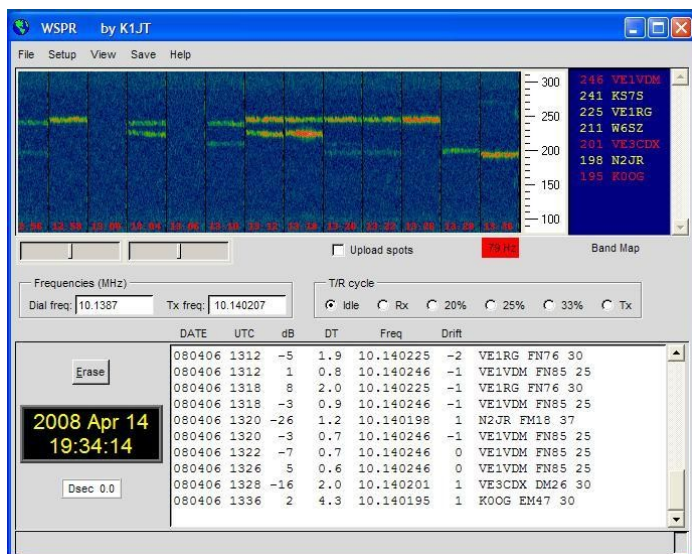 WSPR by K1JT
File Setup View Save Help
300
250
200
150
100
246 VE1VDM
241 KS7S
225 VE1RG
211 W6SZ
201 VE3CDX
198 N2JR
195 K0OG
Upload spots
79 Hz
Band Map
Frequencies (MHz)
Dial freq: 10.1387 Tx freq: 10.140207
T/R cycle
Idle Rx 20% 25% 33% Tx
DATE UTC dB DT Freq Drift
080406 1312 -5 1.9 10.140225 -2 VE1RG FN76 30
080406 1312 1 0.8 10.140246 -1 VE1VDM FN85 25
080406 1318 8 2.0 10.140225 -1 VE1RG FN76 30
080406 1318 -3 0.9 10.140246 -1 VE1VDM FN85 25
080406 1320 -26 1.2 10.140198 1 N2JR FM18 37
080406 1320 -3 0.7 10.140246 -1 VE1VDM FN85 25
080406 1322 -7 0.7 10.140246 0 VE1VDM FN85 25
080406 1326 5 0.6 10.140246 0 VE1VDM FN85 25
080406 1328 -16 2.0 10.140201 1 VE3CDX DM26 30
080406 1336 2 4.3 10.140195 1 K0OG EM47 30
Erase
2008 Apr 14
19:34:14
Dsec 0.0